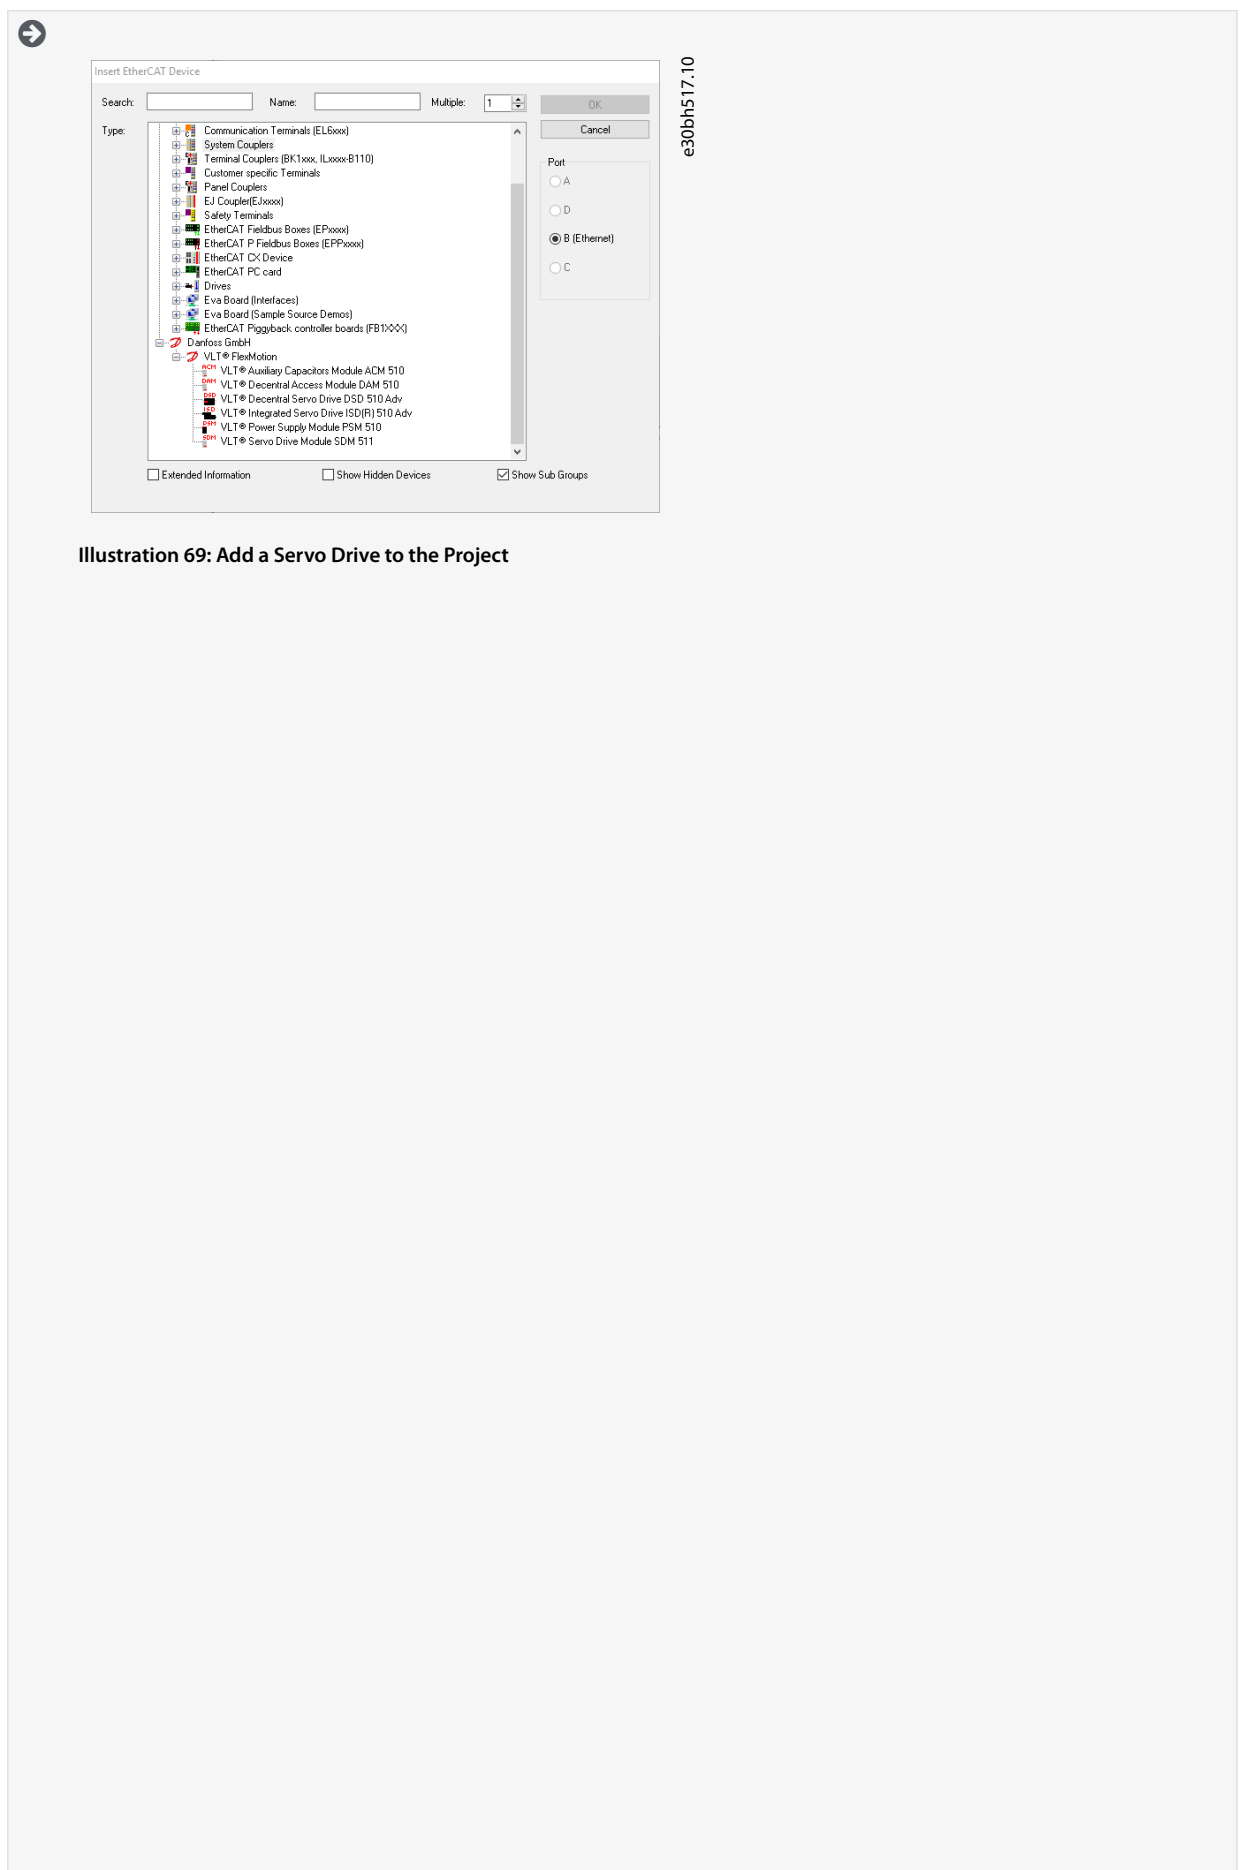 Insert EtherCAT Device
Search: Name: Multiple: 1 OK
Type: Cancel
Communication Terminals (EL6xxx)
System Couplers
Terminal Couplers (BK1xxx, ILxxxx-B110)
Customer specific Terminals
Panel Couplers
EJ Coupler(EJxxxx)
Safety Terminals
EtherCAT Fieldbus Boxes (EPxxxx)
EtherCAT P Fieldbus Boxes (EPPxxxx)
EtherCAT CX Device
EtherCAT PC card
Drives
Eva Board (Interfaces)
Eva Board (Sample Source Demos)
EtherCAT Piggyback controller boards (FB1XXX)
Danfoss GmbH
VLT® FlexMotion
ACM VLT® Auxiliary Capacitors Module ACM 510
DAM VLT® Decentral Access Module DAM 510
DSD VLT® Decentral Servo Drive DSD 510 Adv
ISD VLT® Integrated Servo Drive ISD(R) 510 Adv
PSM VLT® Power Supply Module PSM 510
SDM VLT® Servo Drive Module SDM 511
Port
A
D
B (Ethernet)
C
Extended Information Show Hidden Devices Show Sub Groups
e30bh517.10
Illustration 69: Add a Servo Drive to the Project